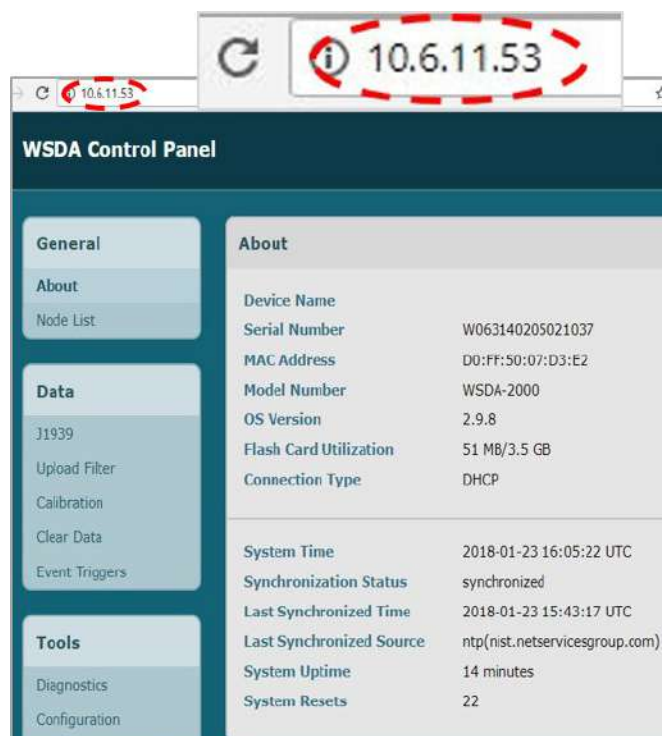 10.6.11.53
10.6.11.53
WSDA Control Panel
General
About
Node List
Data
J1939
Upload Filter
Calibration
Clear Data
Event Triggers
Tools
Diagnostics
Configuration
About
Device Name
Serial Number W063140205021037
MAC Address D0:FF:50:07:D3:E2
Model Number WSDA-2000
OS Version 2.9.8
Flash Card Utilization 51 MB/3.5 GB
Connection Type DHCP
System Time 2018-01-23 16:05:22 UTC
Synchronization Status synchronized
Last Synchronized Time 2018-01-23 15:43:17 UTC
Last Synchronized Source ntp(nist.netservicesgroup.com)
System Uptime 14 minutes
System Resets 22